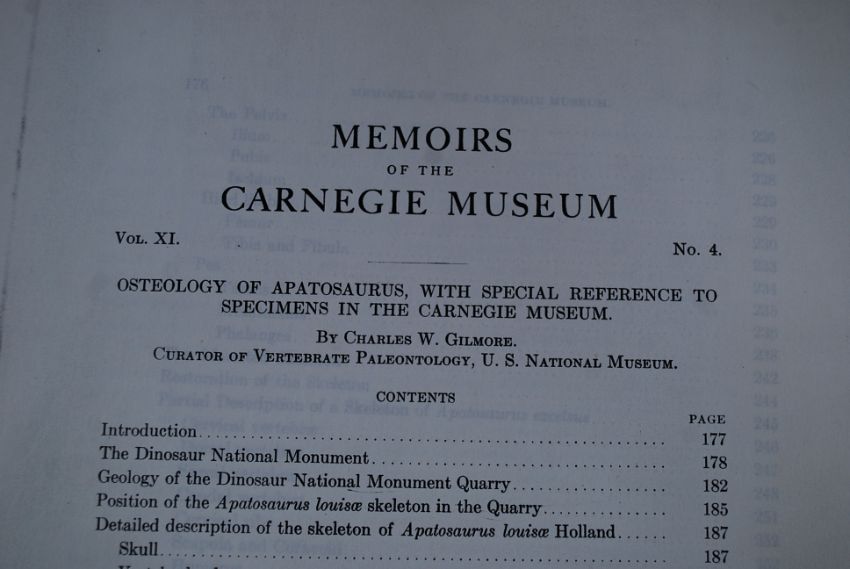 MEMOIRS
OF THE
CARNEGIE MUSEUM
VOL. XI. No. 4.
OSTEOLOGY OF APATOSAURUS, WITH SPECIAL REFERENCE TO
SPECIMENS IN THE CARNEGIE MUSEUM.
BY CHARLES W. GILMORE.
CURATOR OF VERTEBRATE PALEONTOLOGY, U. S. NATIONAL MUSEUM.
CONTENTS
PAGE
Introduction. 177
The Dinosaur National Monument. 178
Geology of the Dinosaur National Monument Quarry. 182
Position of the Apatosaurus louisæ skeleton in the Quarry. 185
Detailed description of the skeleton of Apatosaurus louisæ Holland. 187
Skull. 187